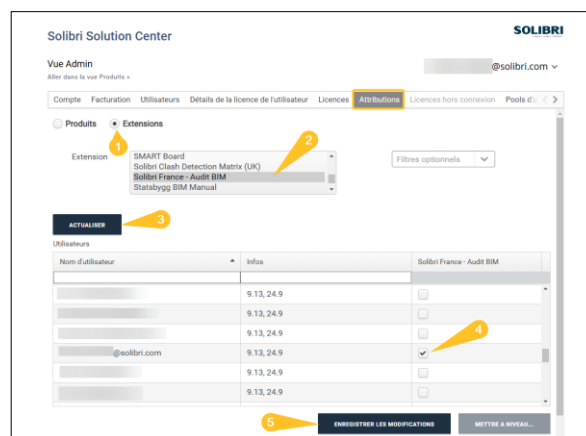 Solibri Solution Center
SOLIBRI
Vue Admin
Aller dans la vue Produits »
@solibri.com
Compte Facturation Utilisateurs Détails de la licence de l'utilisateur Licences Attributions Licences hors connexion Pools d'u
Produits Extensions
1
2
Extension
SMART Board
Solibri Clash Detection Matrix (UK)
Solibri France - Audit BIM
Statsbygg BIM Manual
Filtres optionnels
ACTUALISER
3
Utilisateurs
Nom d'utilisateur Infos Solibri France - Audit BIM
9.13, 24.9
9.13, 24.9
9.13, 24.9
4
@solibri.com 9.13, 24.9
9.13, 24.9
9.13, 24.9
5
ENREGISTRER LES MODIFICATIONS METTRE A NIVEAU...